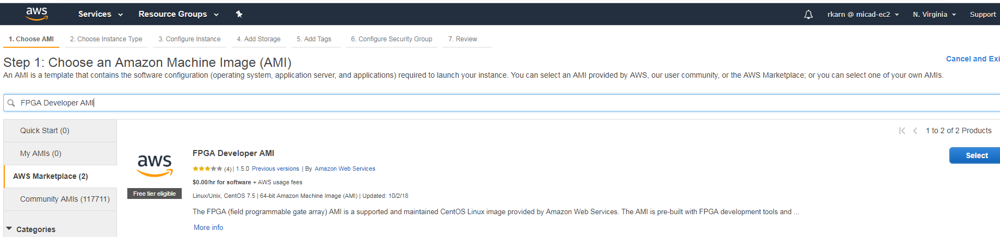 aws Services Resource Groups rkarn @ micad-ec2 N. Virginia Support
1. Choose AMI 2. Choose Instance Type 3. Configure Instance 4. Add Storage 5. Add Tags 6. Configure Security Group 7. Review
Step 1: Choose an Amazon Machine Image (AMI)
Cancel and Exi
An AMI is a template that contains the software configuration (operating system, application server, and applications) required to launch your instance. You can select an AMI provided by AWS, our user community, or the AWS Marketplace; or you can select one of your own AMIs.
FPGA Developer AMI
Quick Start (0)
My AMIs (0)
AWS Marketplace (2)
Community AMIs (117711)
Categories
1 to 2 of 2 Products
aws
Free tier eligible
FPGA Developer AMI
(4) | 1.5.0 Previous versions | By Amazon Web Services
$0.00/hr for software + AWS usage fees
Linux/Unix, CentOS 7.5 | 64-bit Amazon Machine Image (AMI) | Updated: 10/2/18
The FPGA (field programmable gate array) AMI is a supported and maintained CentOS Linux image provided by Amazon Web Services. The AMI is pre-built with FPGA development tools and ...
More info
Select